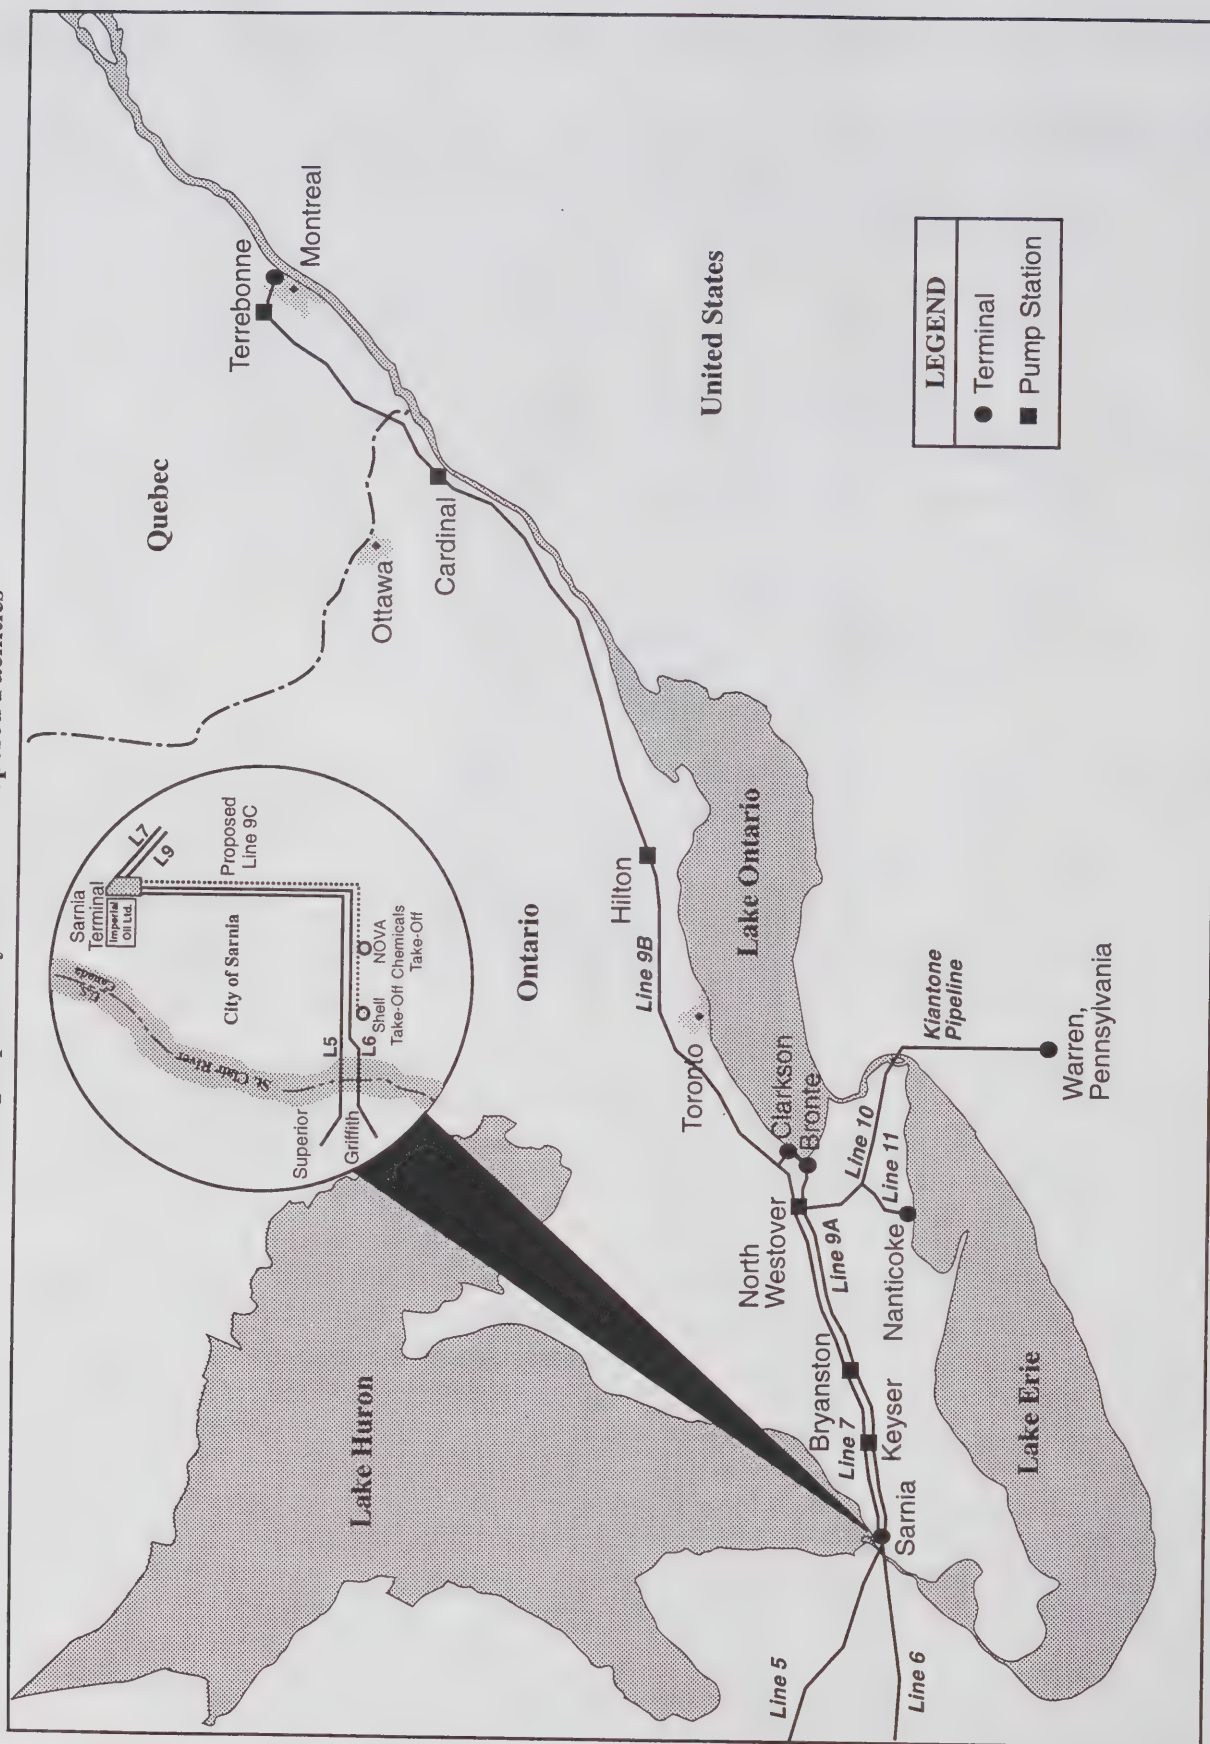 Facilities
Quebec
Terrebonne
Montreal
Ottawa
Cardinal
United States
LEGEND
Terminal
Pump Station
Sarnia
Terminal
Imperial
Oil Ltd.
L7
L9
Proposed
Line 9C
City of Sarnia
U.S.
Canada
St. Clair River
NOVA
Chemicals
Take-Off
Shell
Take-Off
L5
L6
Superior
Griffith
Ontario
Hilton
Line 9B
Lake Ontario
Toronto
Clarkson
Bronte
Kiantone
Pipeline
Warren,
Pennsylvania
Line 10
Line 11
North
Westover
Line 9A
Nanticoke
Lake Huron
Bryanston
Line 7
Keyser
Lake Erie
Sarnia
Line 5
Line 6